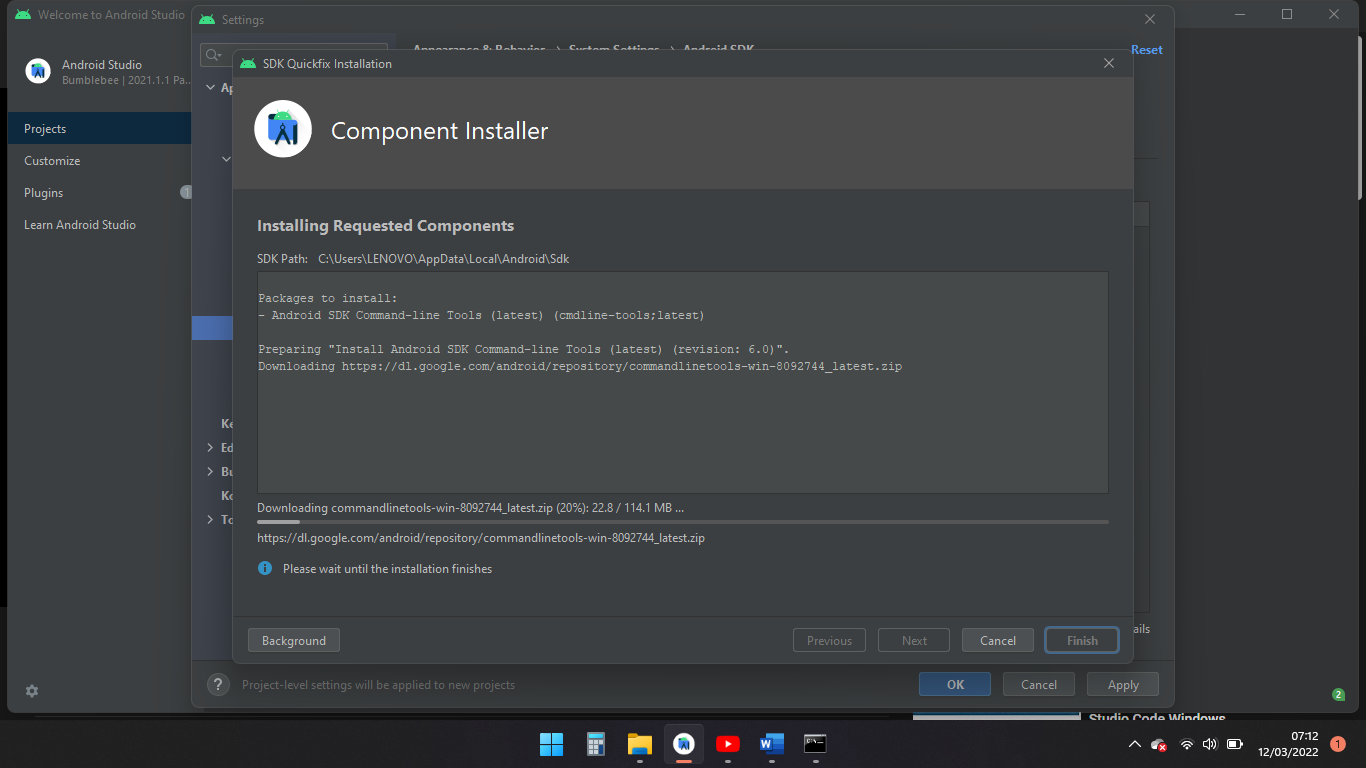 Welcome to Android Studio
Settings
Android Studio
Bumblebee | 2021.1.1 Pa...
Projects
Customize
Plugins
1
Learn Android Studio
Appearance & Behavior › System Settings › Android SDK
Reset
SDK Quickfix Installation
Component Installer
Installing Requested Components
SDK Path: C:\Users\LENOVO\AppData\Local\Android\Sdk
Packages to install:
- Android SDK Command-line Tools (latest) (cmdline-tools;latest)
Preparing "Install Android SDK Command-line Tools (latest) (revision: 6.0)".
Downloading https://dl.google.com/android/repository/commandlinetools-win-8092744_latest.zip
Downloading commandlinetools-win-8092744_latest.zip (20%): 22.8 / 114.1 MB ...
https://dl.google.com/android/repository/commandlinetools-win-8092744_latest.zip
Please wait until the installation finishes
Background
Previous
Next
Cancel
Finish
? Project-level settings will be applied to new projects
OK
Cancel
Apply
2
Studio Code Windows
07:12
12/03/2022
1